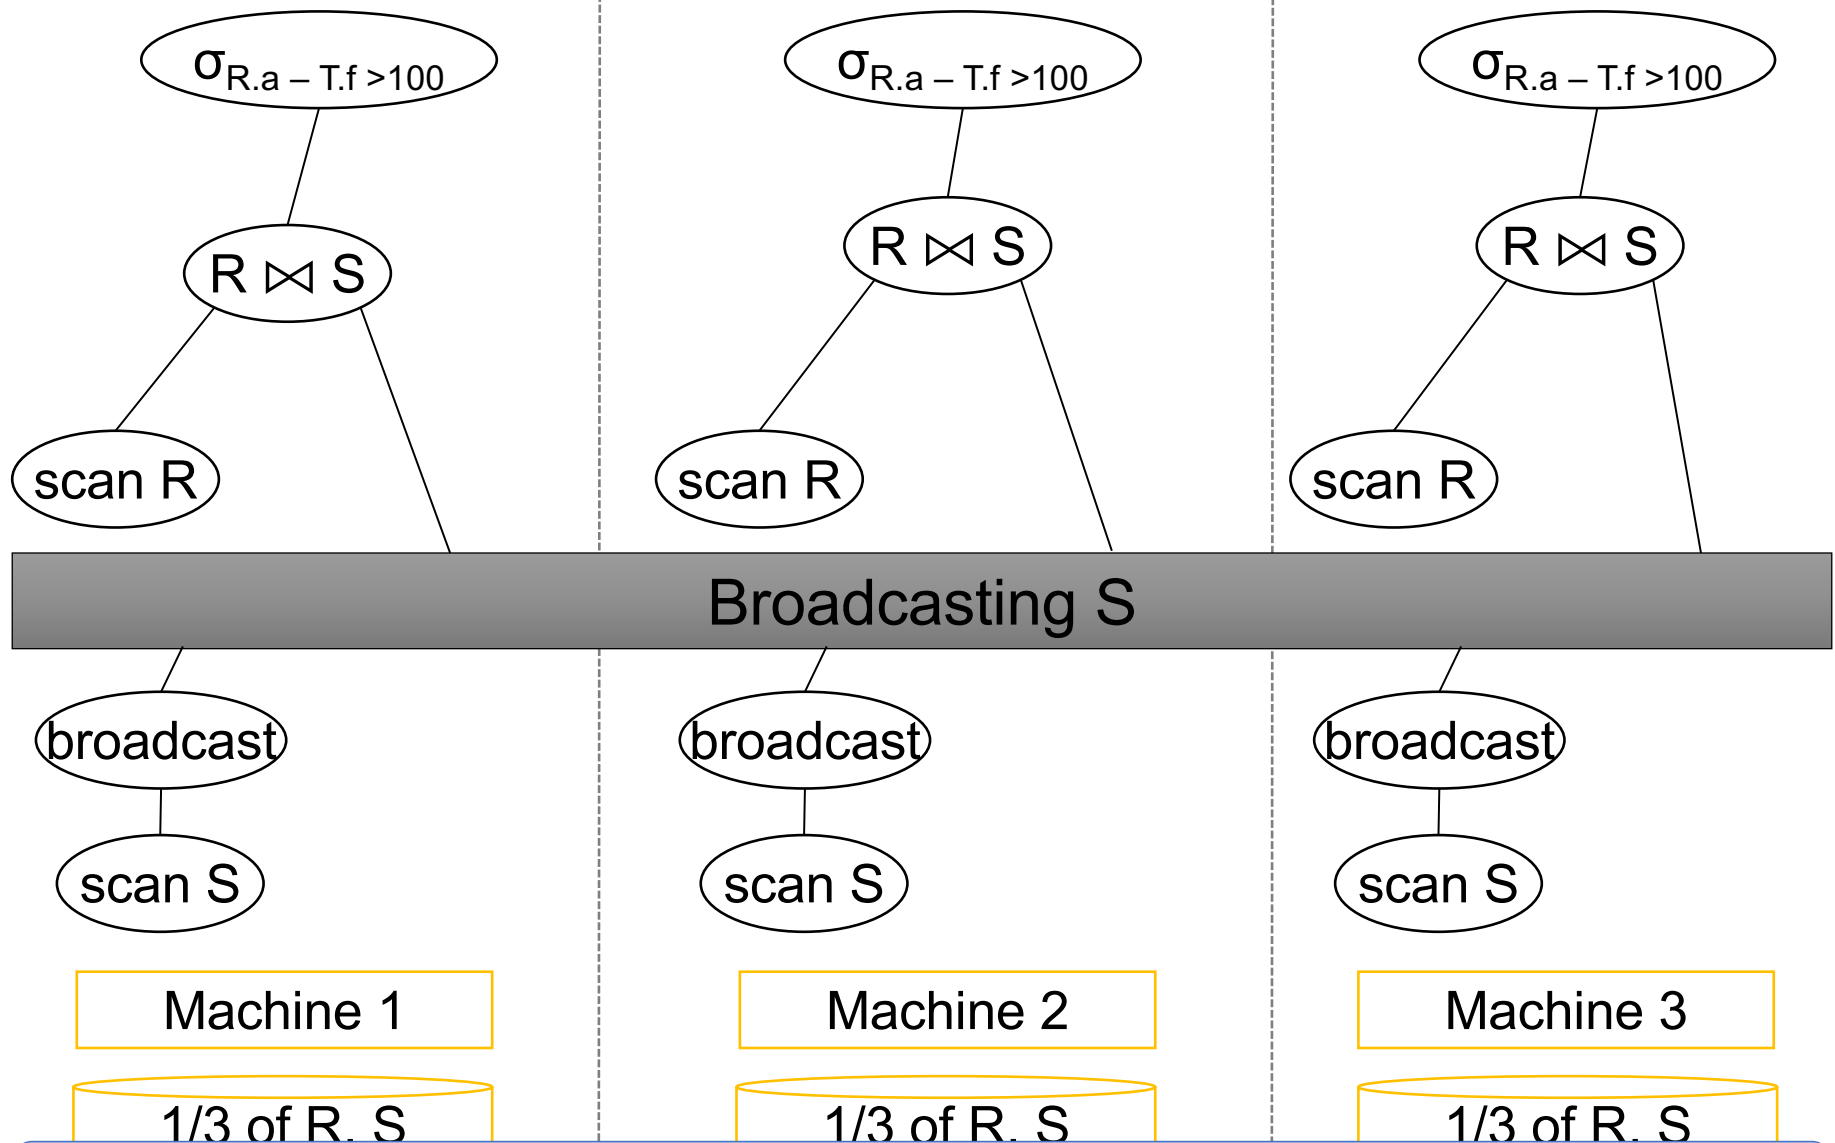 σR.a – T.f >100 σR.a – T.f >100 σR.a – T.f >100
R ⋈ S R ⋈ S R ⋈ S
scan R scan R scan R
Broadcasting S
broadcast broadcast broadcast
scan S scan S scan S
Machine 1 Machine 2 Machine 3
1/3 of R, S 1/3 of R, S 1/3 of R, S